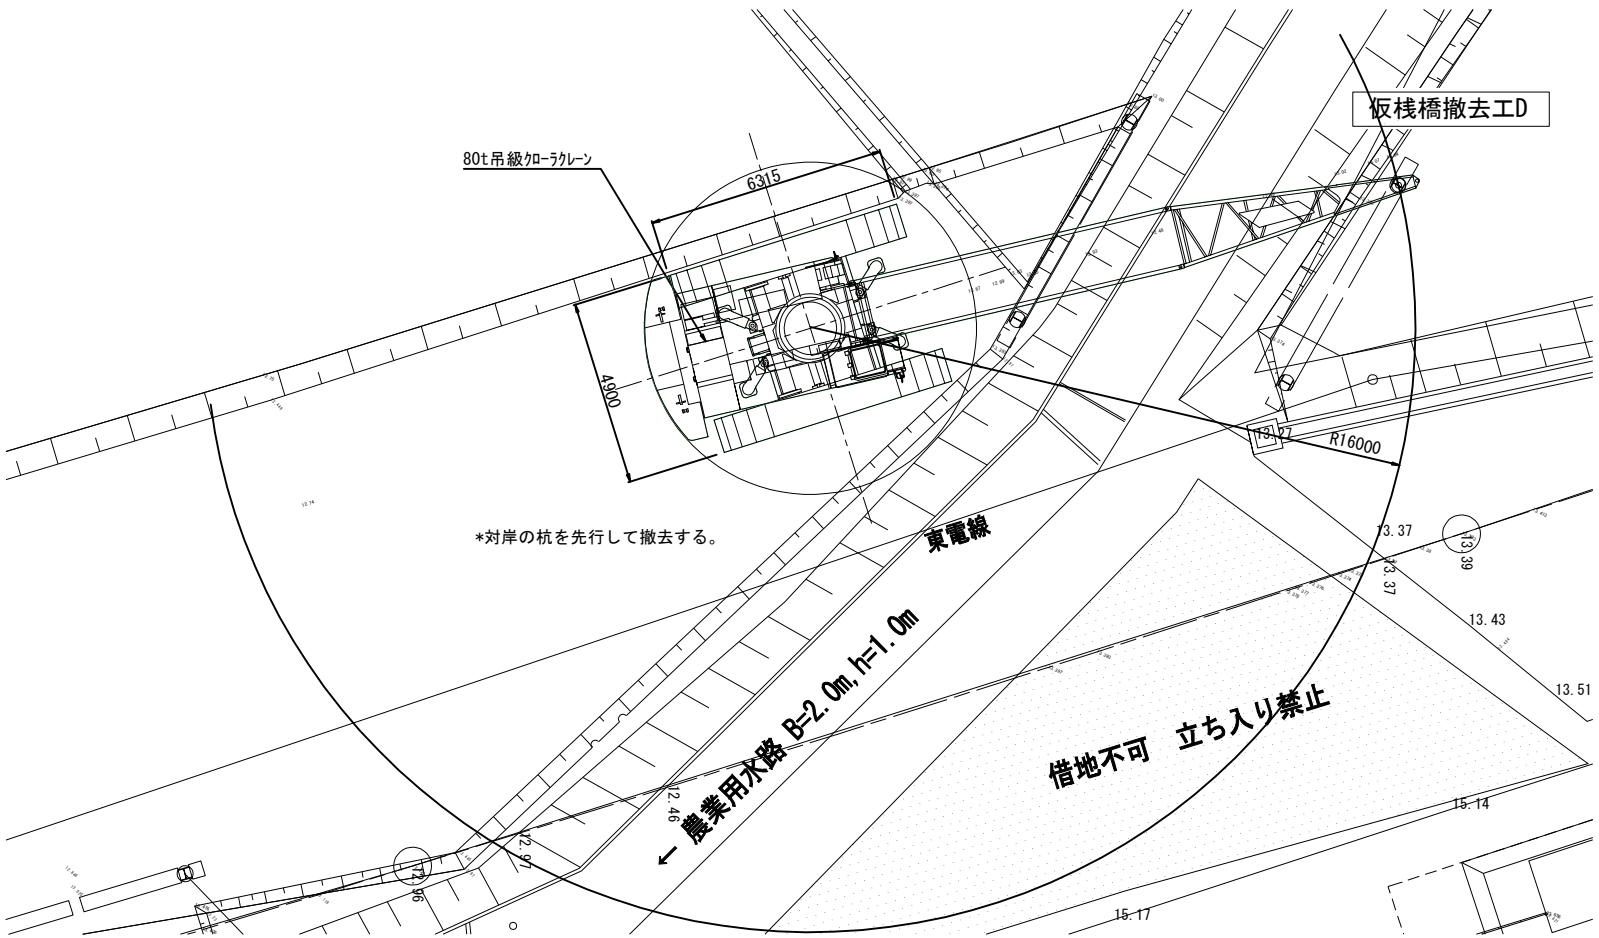 仮桟橋撤去工D
80t吊級クローラクレーン
6315
4900
13.27
R16000
*対岸の杭を先行して撤去する。
東電線
13.37
13.39
13.37
13.43
← 農業用水路 B=2.0m,h=1.0m
13.51
借地不可 立ち入り禁止
12.46
15.14
12.97
12.96
15.17